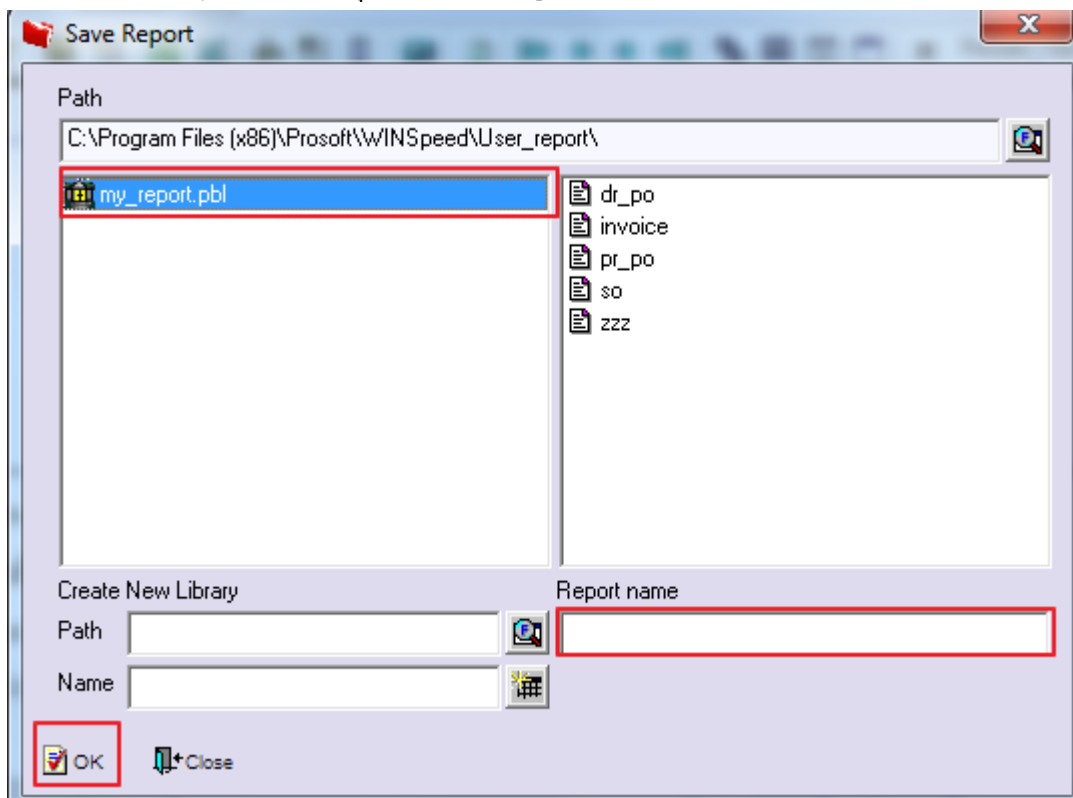 Save Report
Path
C:\Program Files (x86)\Prosoft\WINSpeed\User_report\
my_report.pbl
dr_po
invoice
pr_po
so
zzz
Create New Library
Report name
Path
Name
OK
Close